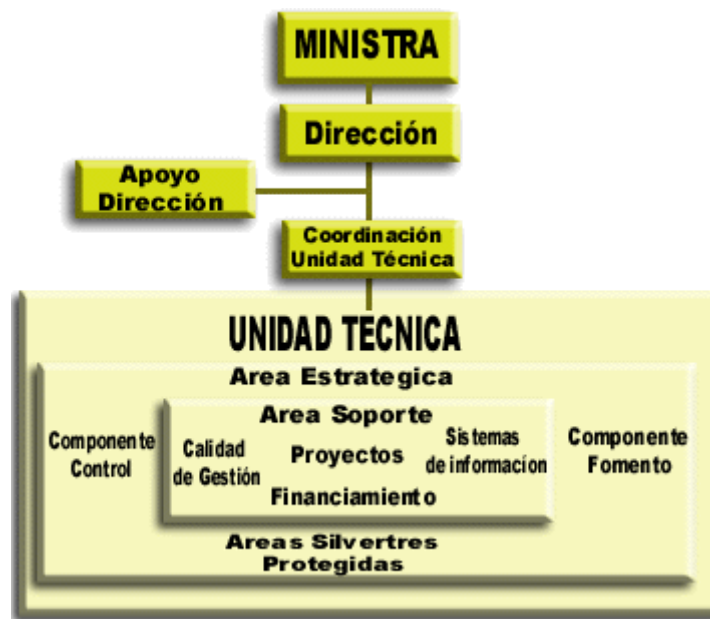 MINISTRA
Dirección
Apoyo
Dirección
Coordinación
Unidad Técnica
UNIDAD TECNICA
Area Estrategica
Area Soporte
Componente
Control
Calidad
de Gestión
Proyectos
Sistemas
de informacion
Componente
Fomento
Financiamiento
Areas Silvertres
Protegidas